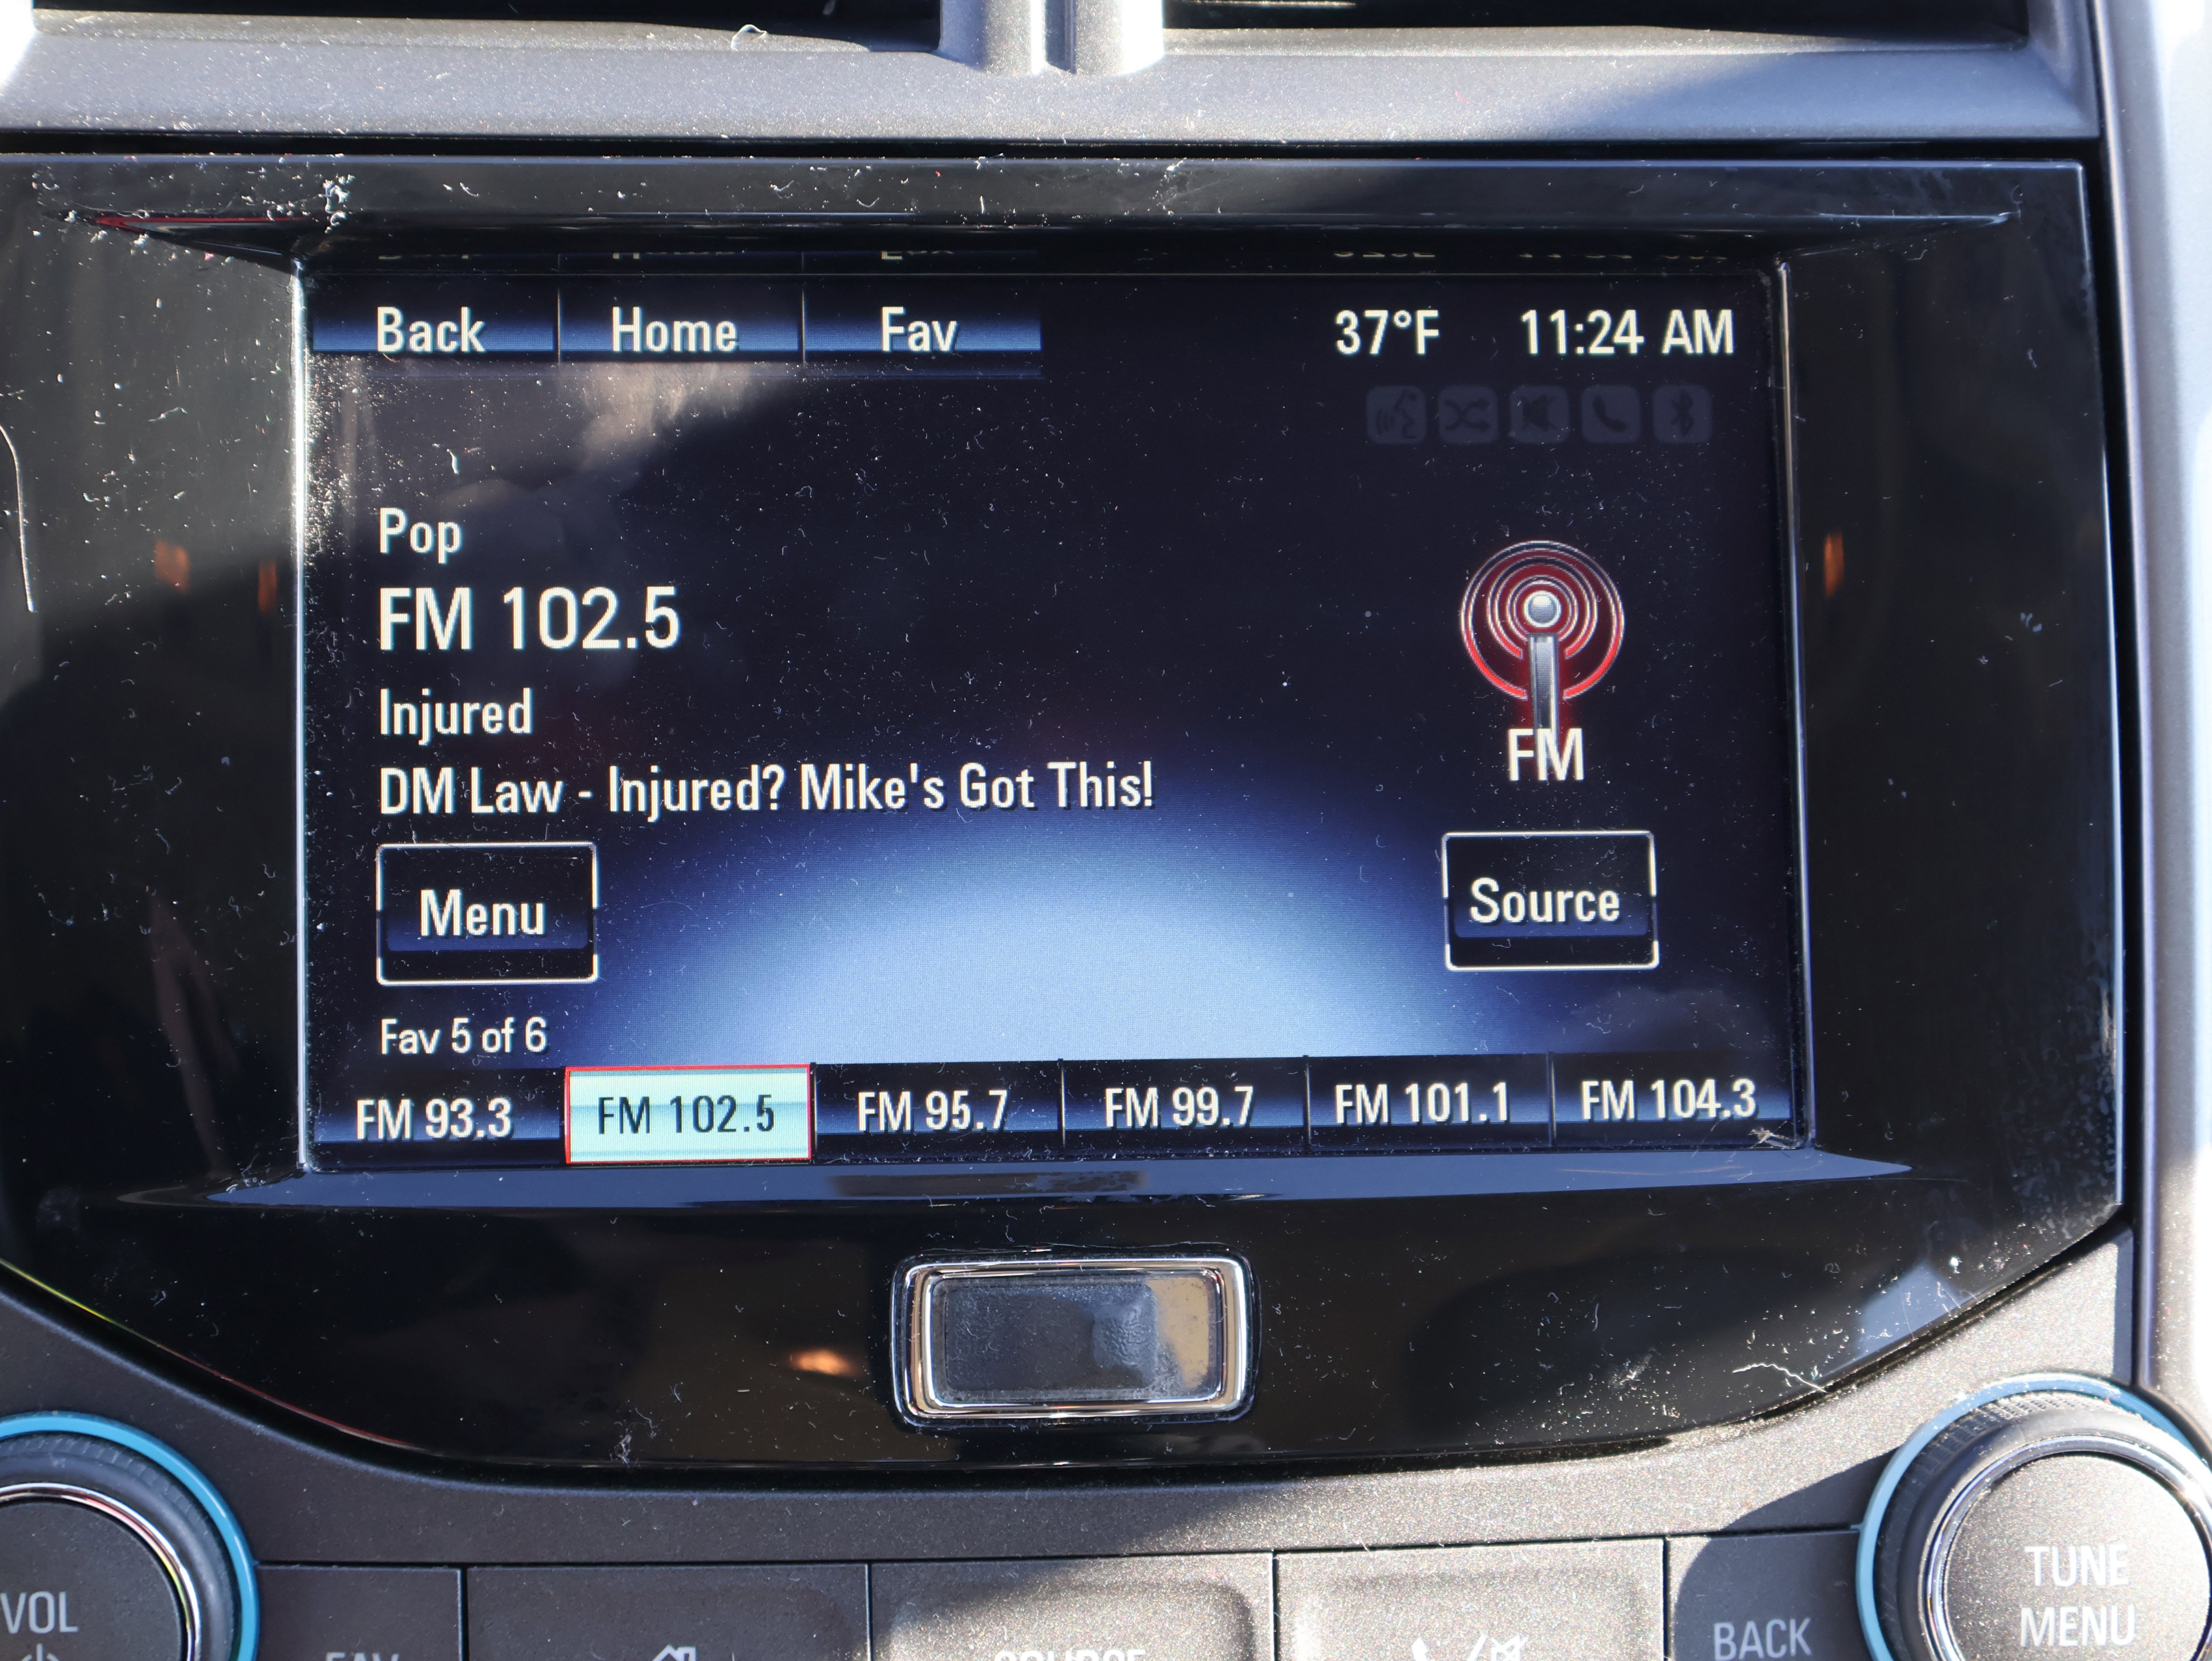 Back Home Fav 37°F 11:24 AM
Pop
FM 102.5
Injured
DM Law - Injured? Mike's Got This!
FM
Menu
Source
Fav 5 of 6
FM 93.3 FM 102.5 FM 95.7 FM 99.7 FM 101.1 FM 104.3
VOL
FAV
SOURCE
BACK
TUNE
MENU